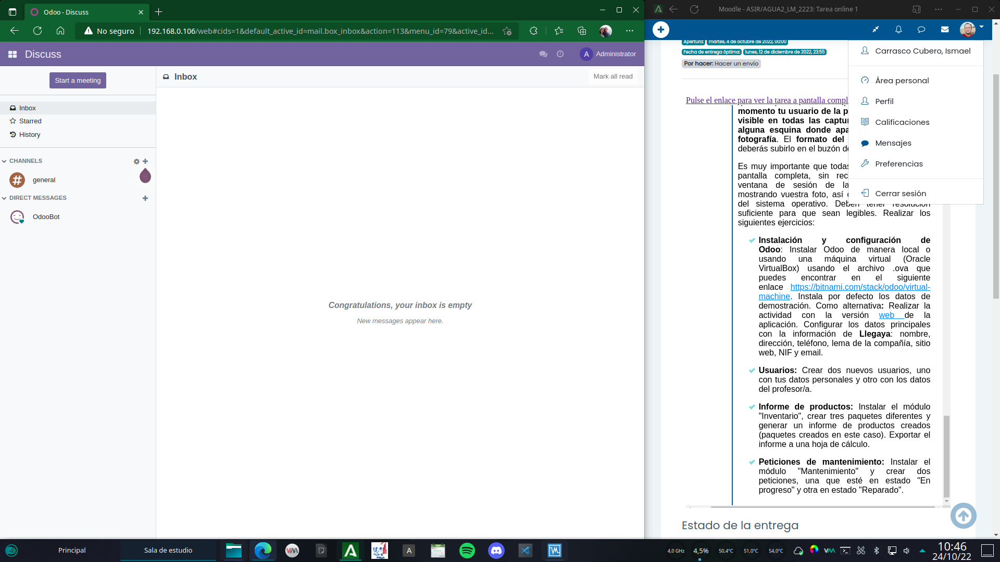 Odoo - Discuss
No seguro
192.168.0.106/web#cids=1&default_active_id=mail.box_inbox&action=113&menu_id=79&active_id...
Discuss
A Administrator
Start a meeting
Inbox
Starred
History
CHANNELS
general
DIRECT MESSAGES
OdooBot
Inbox
Mark all read
Congratulations, your inbox is empty
New messages appear here.
Moodle - ASIR/AGUA2_LM_2223: Tarea online 1
Apertura: martes, 4 de octubre de 2022, 00:00
Fecha de entrega óptima: lunes, 12 de diciembre de 2022, 23:55
Por hacer: Hacer un envío
Pulse el enlace para ver la tarea a pantalla compl
momento tu usuario de la p
visible en todas las captur
alguna esquina donde apa
fotografía. El formato del
deberás subirlo en el buzón de
Es muy importante que todas
pantalla completa, sin rec
ventana de sesión de la
mostrando vuestra foto, así
del sistema operativo. Deben tener resolución
suficiente para que sean legibles. Realizar los
siguientes ejercicios:
Instalación y configuración de
Odoo: Instalar Odoo de manera local o
usando una máquina virtual (Oracle
VirtualBox) usando el archivo .ova que
puedes encontrar en el siguiente
enlace https://bitnami.com/stack/odoo/virtual-
machine. Instala por defecto los datos de
demostración. Como alternativa: Realizar la
actividad con la versión web de la
aplicación. Configurar los datos principales
con la información de Llegaya: nombre,
dirección, teléfono, lema de la compañía, sitio
web, NIF y email.
Usuarios: Crear dos nuevos usuarios, uno
con tus datos personales y otro con los datos
del profesor/a.
Informe de productos: Instalar el módulo
"Inventario", crear tres paquetes diferentes y
generar un informe de productos creados
(paquetes creados en este caso). Exportar el
informe a una hoja de cálculo.
Peticiones de mantenimiento: Instalar el
módulo "Mantenimiento" y crear dos
peticiones, una que esté en estado "En
progreso" y otra en estado "Reparado".
Estado de la entrega
Carrasco Cubero, Ismael
Área personal
Perfil
Calificaciones
Mensajes
Preferencias
Cerrar sesión
Principal
Sala de estudio
4,0 GHz
4,5%
50,4°C
51,0°C
54,0°C
10:46
24/10/22